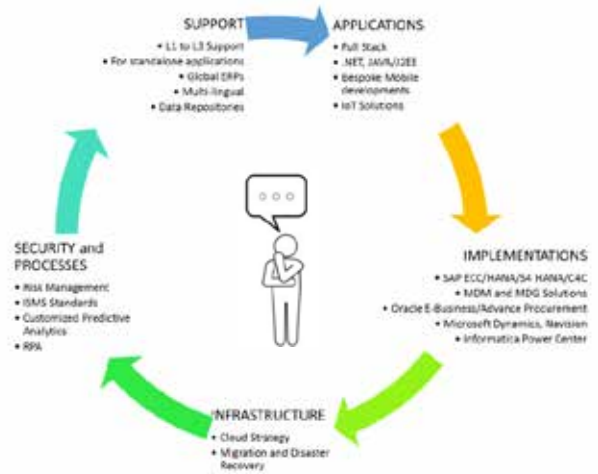 SUPPORT
• L1 to L3 Support
• For standalone applications
• Global ERPs
• Multi-lingual
• Data Repositories
APPLICATIONS
• Full Stack
• .NET, JAVA/J2EE
• Bespoke Mobile
developments
• IoT Solutions
IMPLEMENTATIONS
• SAP ECC/HANA/S4 HANA/C4C
• MDM and MDG Solutions
• Oracle E-Business/Advance Procurement
• Microsoft Dynamics, Navision
• Informatica Power Center
INFRASTRUCTURE
• Cloud Strategy
• Migration and Disaster
Recovery
SECURITY and
PROCESSES
• Risk Management
• ISMS Standards
• Customized Predictive
Analytics
• RPA